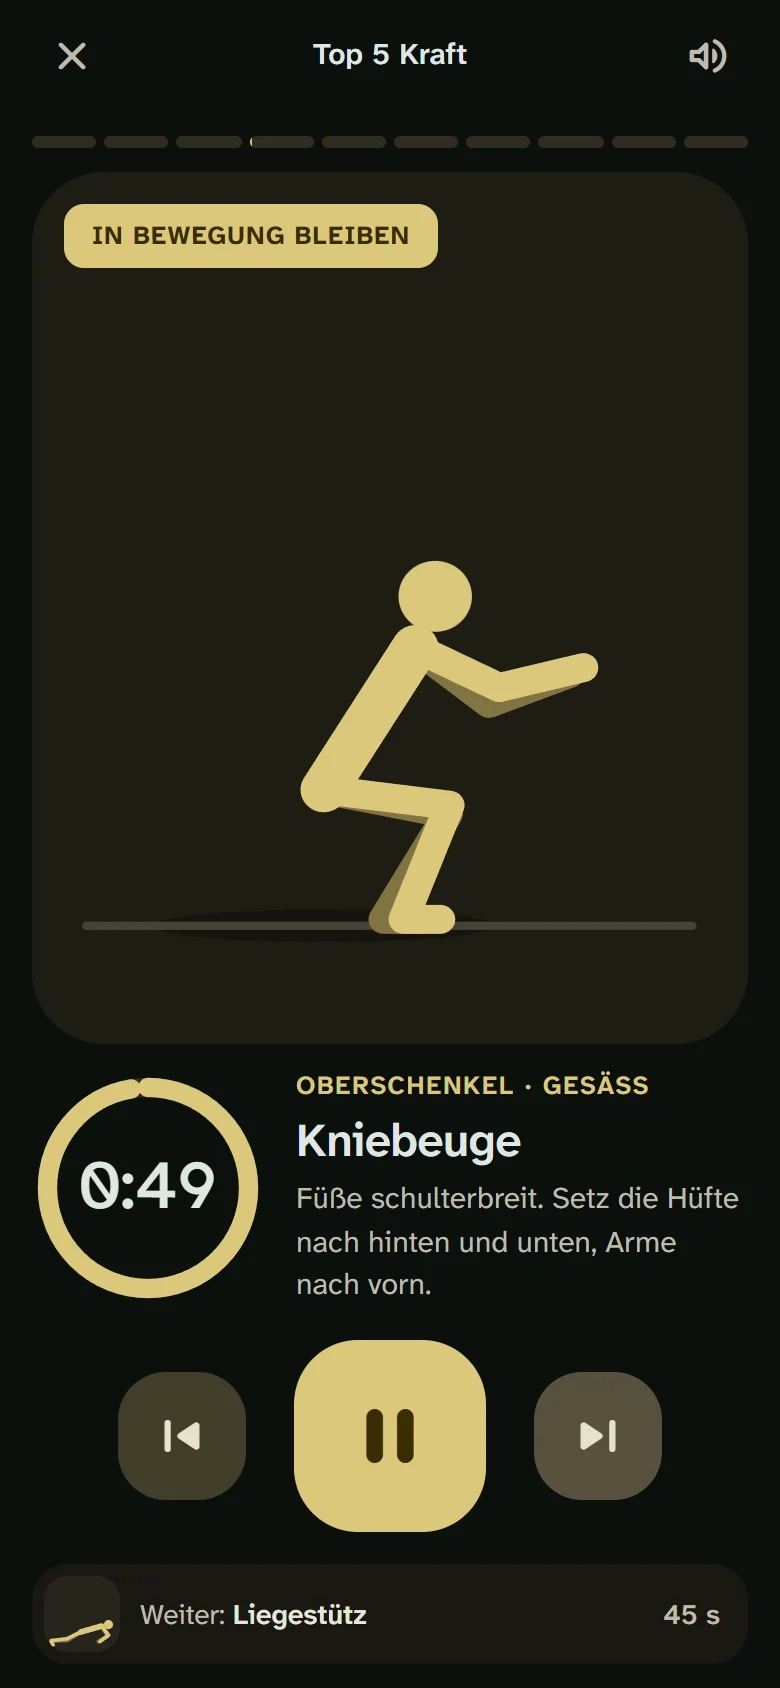 Top 5 Kraft
IN BEWEGUNG BLEIBEN
OBERSCHENKEL · GESÄSS
Kniebeuge
0:49
Füße schulterbreit. Setz die Hüfte
nach hinten und unten, Arme
nach vorn.
Weiter: Liegestütz
45 s